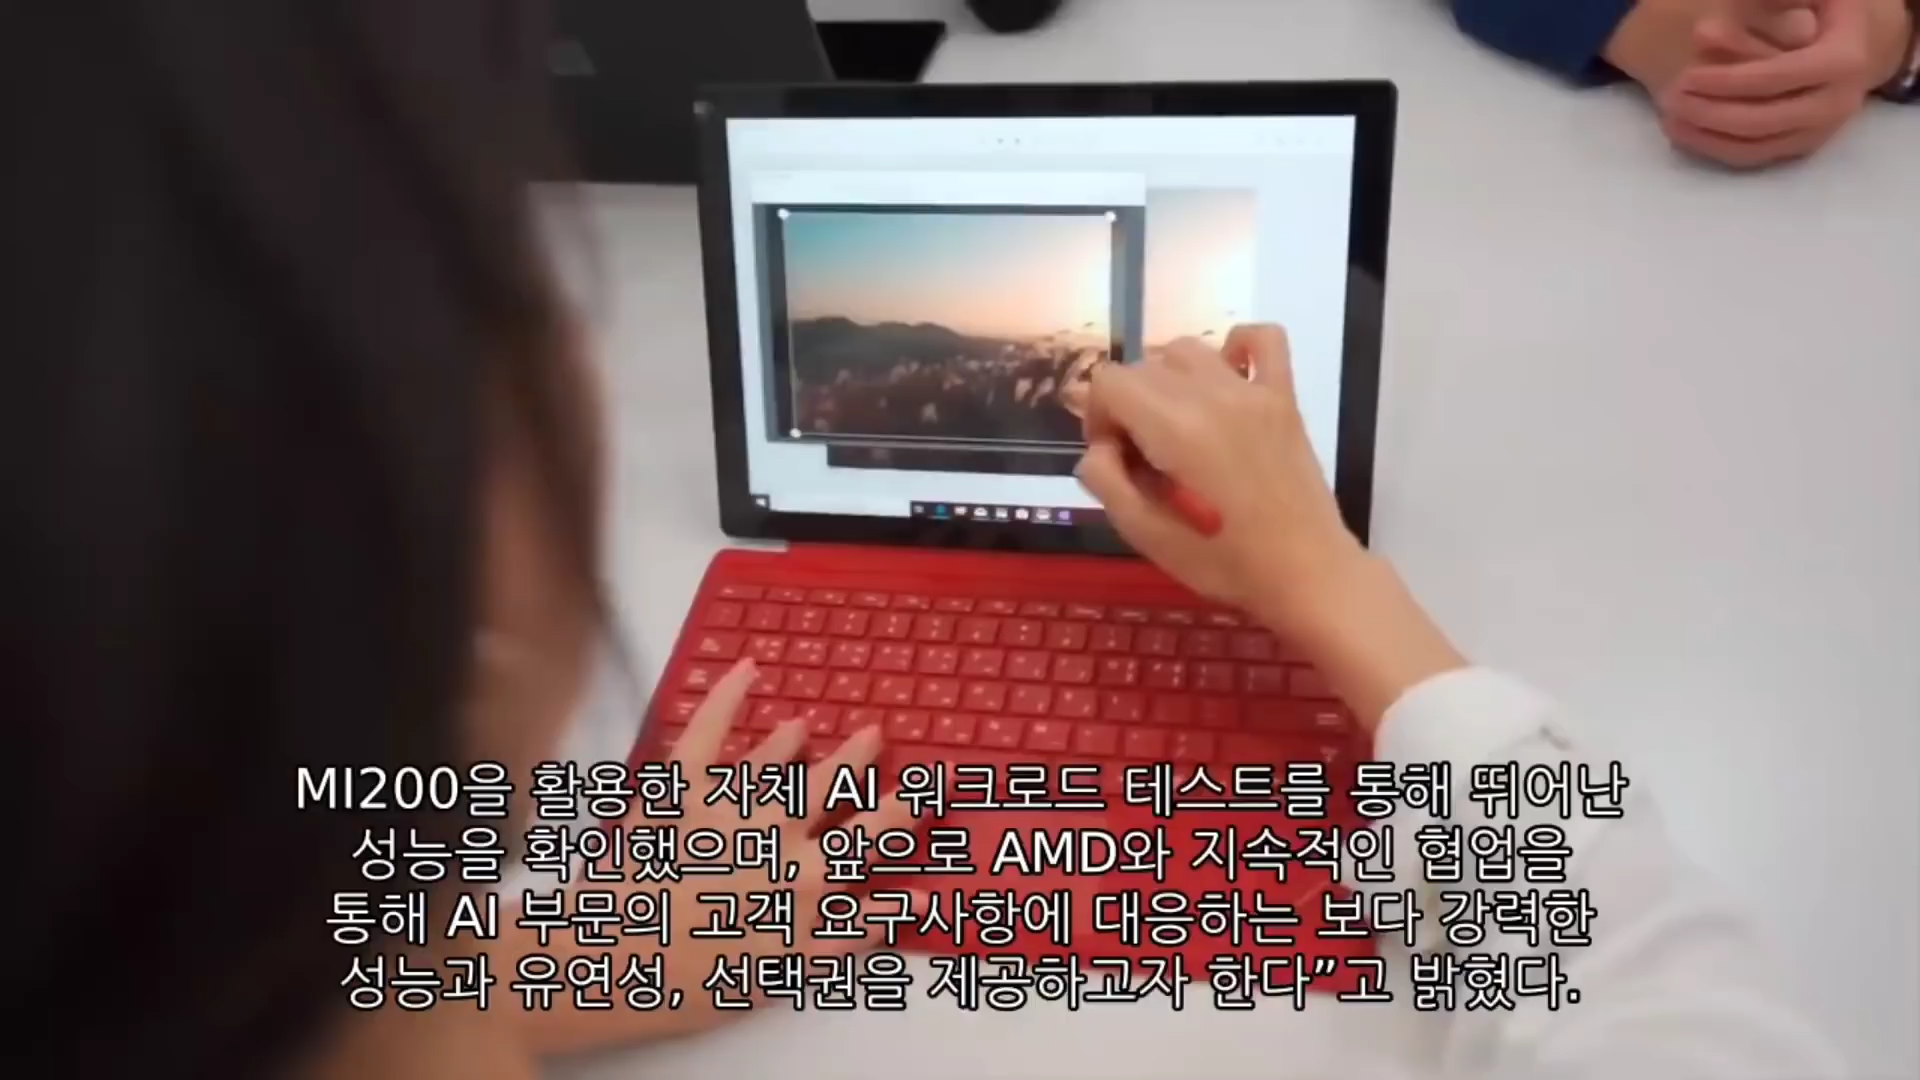 MI200을 활용한 자체 AI 워크로드 테스트를 통해 뛰어난
성능을 확인했으며, 앞으로 AMD와 지속적인 협업을
통해 AI 부문의 고객 요구사항에 대응하는 보다 강력한
성능과 유연성, 선택권을 제공하고자 한다”고 밝혔다.